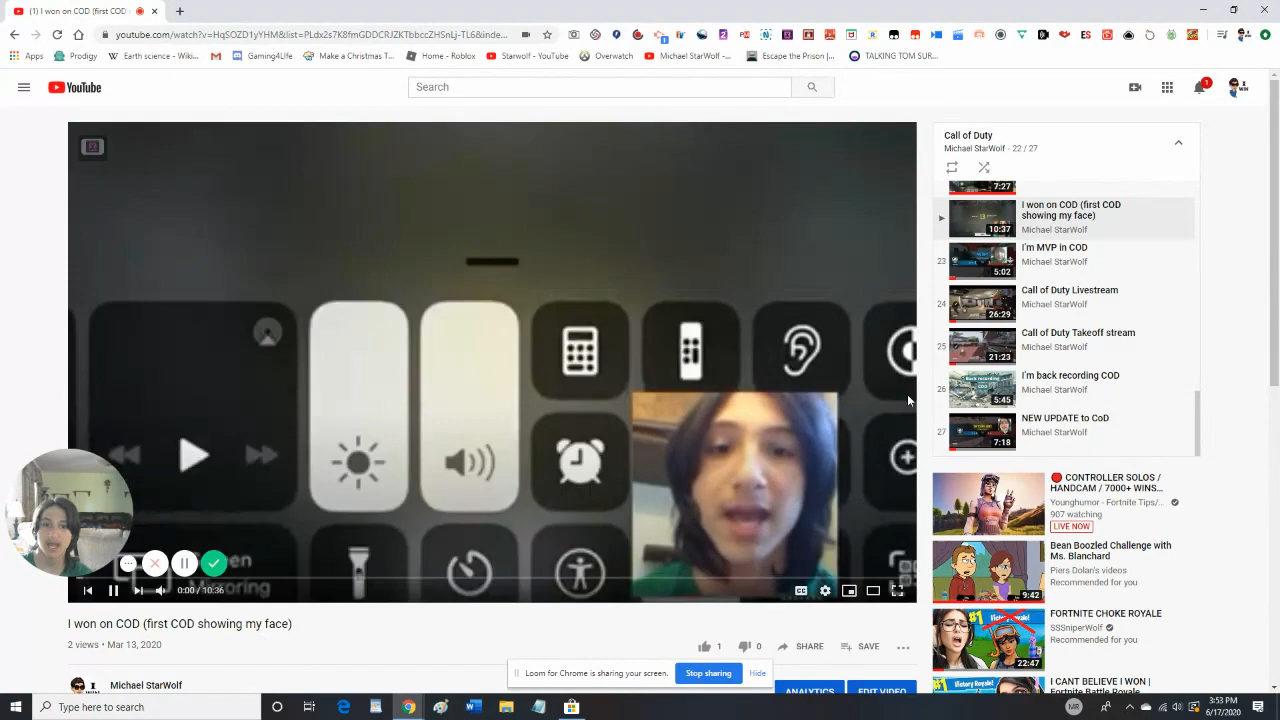 (1) I won on COD (first COD
youtube.com/watch?v=HqSOZD1yFHM&list=PLdx2s7K8fmGDDCRJZKTbbccZHSnLj-TL6&inde...
Apps
Prodigy
Earth science - Wiki...
Gaming4Life
Make a Christmas T...
Home - Roblox
Starwolf - YouTube
Overwatch
Michael StarWolf -...
Escape the Prison |...
TALKING TOM SUR...
YouTube
Search
1
WIN
Call of Duty
Michael StarWolf - 22 / 27
7:27
I won on COD (first COD
showing my face)
Michael StarWolf
10:37
23
I'm MVP in COD
Michael StarWolf
5:02
24
Call of Duty Livestream
Michael StarWolf
26:29
25
Call of Duty Takeoff stream
Michael StarWolf
21:23
26
I'm back recording COD
Michael StarWolf
5:45
27
NEW UPDATE to CoD
Michael StarWolf
7:18
CONTROLLER SOLOS /
HANDCAM / 7000+ WINS...
Younghumor - Fortnite Tips/...
907 watching
LIVE NOW
Bean Boozled Challenge with
Ms. Blanchard
Piers Dolan's videos
Recommended for you
9:42
FORTNITE CHOKE ROYALE
SSSniperWolf
Recommended for you
22:47
I CANT BELIEVE I WON |
Fortnite Battle Royale
0:00 / 10:36
CC
I won on COD (first COD showing my face)
2 views • Mar 13, 2020
1
0
SHARE
SAVE
Loom for Chrome is sharing your screen.
Stop sharing
Hide
Michael StarWolf
ANALYTICS
EDIT VIDEO
Type here to search
MR
3:53 PM
6/17/2020